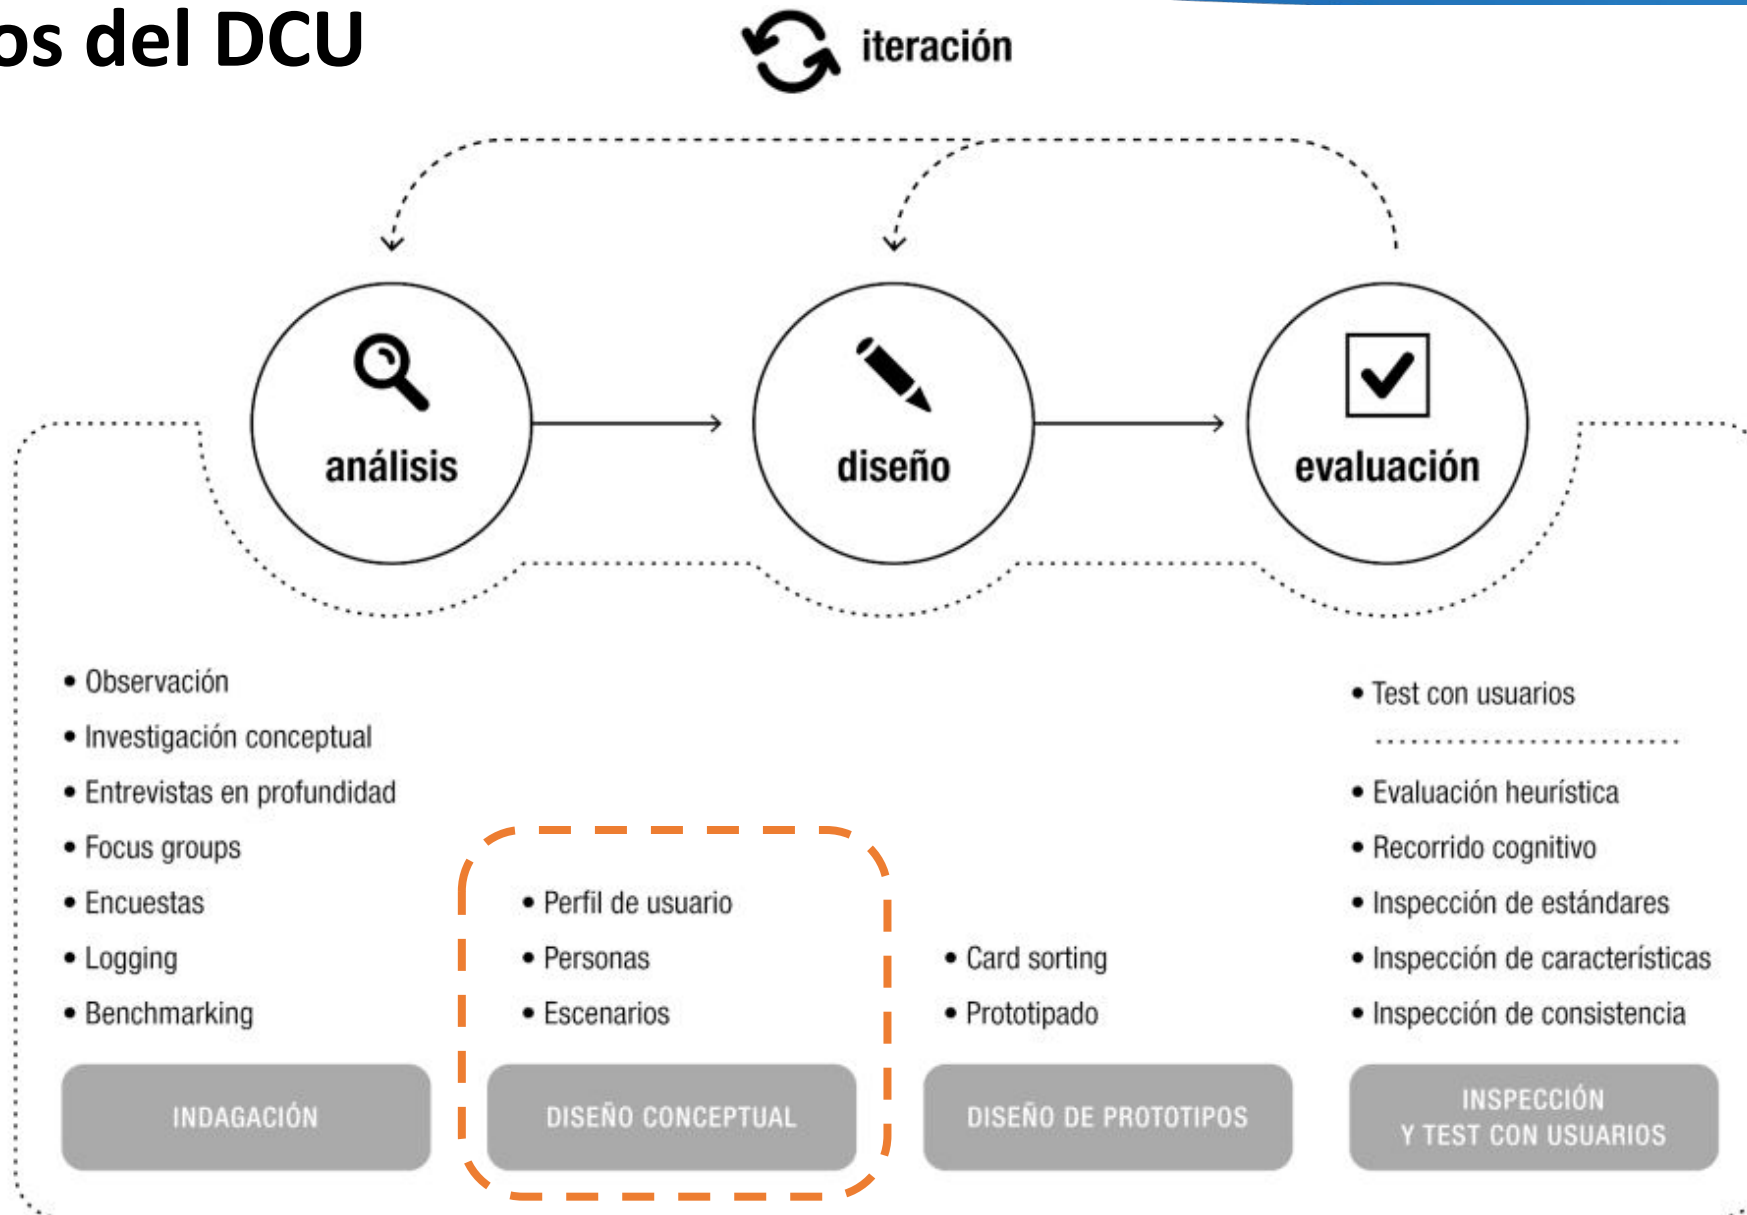 os del DCU
iteración
análisis
diseño
evaluación
• Observación
• Investigación conceptual
• Entrevistas en profundidad
• Focus groups
• Encuestas
• Logging
• Benchmarking
INDAGACIÓN
• Perfil de usuario
• Personas
• Escenarios
DISEÑO CONCEPTUAL
• Card sorting
• Prototipado
DISEÑO DE PROTOTIPOS
• Test con usuarios
• Evaluación heurística
• Recorrido cognitivo
• Inspección de estándares
• Inspección de características
• Inspección de consistencia
INSPECCIÓN
Y TEST CON USUARIOS